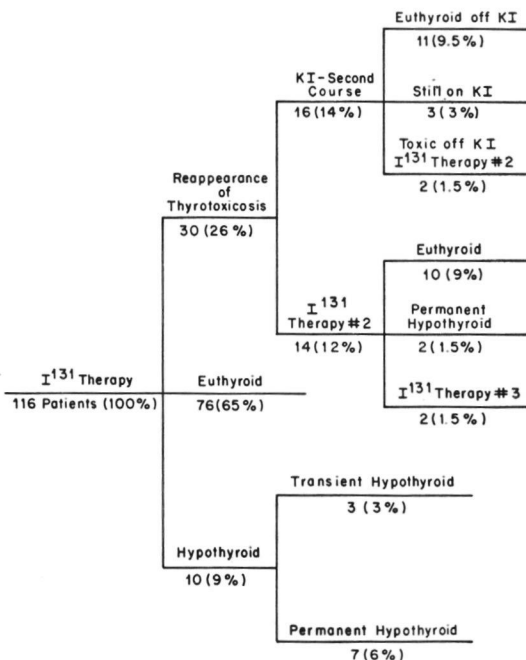 Euthyroid off KI
11 (9.5%)
KI-Second
Course
16 (14%)
Still on KI
3 (3%)
Toxic off KI
I¹³¹ Therapy #2
2 (1.5%)
Reappearance
of
Thyrotoxicosis
30 (26%)
Euthyroid
10 (9%)
I¹³¹
Therapy #2
14 (12%)
Permanent
Hypothyroid
2 (1.5%)
I¹³¹ Therapy #3
2 (1.5%)
I¹³¹ Therapy
116 Patients (100%)
Euthyroid
76 (65%)
Transient Hypothyroid
3 (3%)
Hypothyroid
10 (9%)
Permanent Hypothyroid
7 (6%)